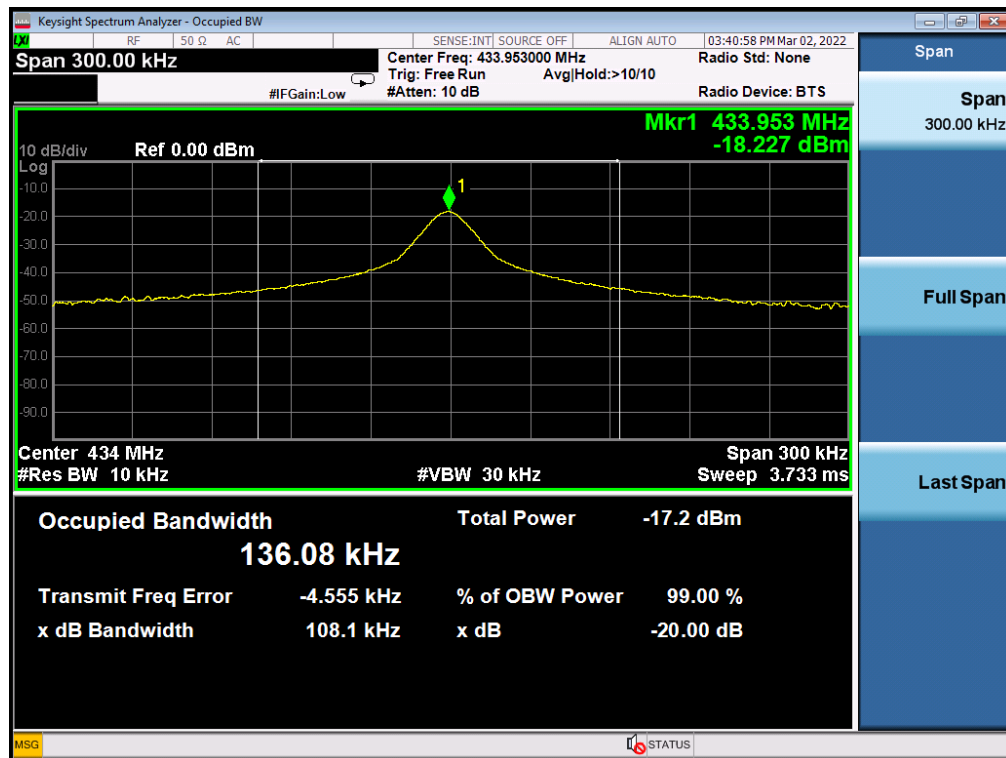 Keysight Spectrum Analyzer - Occupied BW
LXI RF 50 Ω AC SENSE:INT SOURCE OFF ALIGN AUTO 03:40:58 PM Mar 02, 2022
Span 300.00 kHz
Center Freq: 433.953000 MHz Radio Std: None
Trig: Free Run Avg|Hold:>10/10
#IFGain:Low #Atten: 10 dB Radio Device: BTS
Span
Span
300.00 kHz
Full Span
Last Span
Mkr1 433.953 MHz
-18.227 dBm
10 dB/div Ref 0.00 dBm
Log
-10.0
1
-20.0
-30.0
-40.0
-50.0
-60.0
-70.0
-80.0
-90.0
Center 434 MHz Span 300 kHz
#Res BW 10 kHz #VBW 30 kHz Sweep 3.733 ms
Occupied Bandwidth Total Power -17.2 dBm
136.08 kHz
Transmit Freq Error -4.555 kHz % of OBW Power 99.00 %
x dB Bandwidth 108.1 kHz x dB -20.00 dB
MSG STATUS